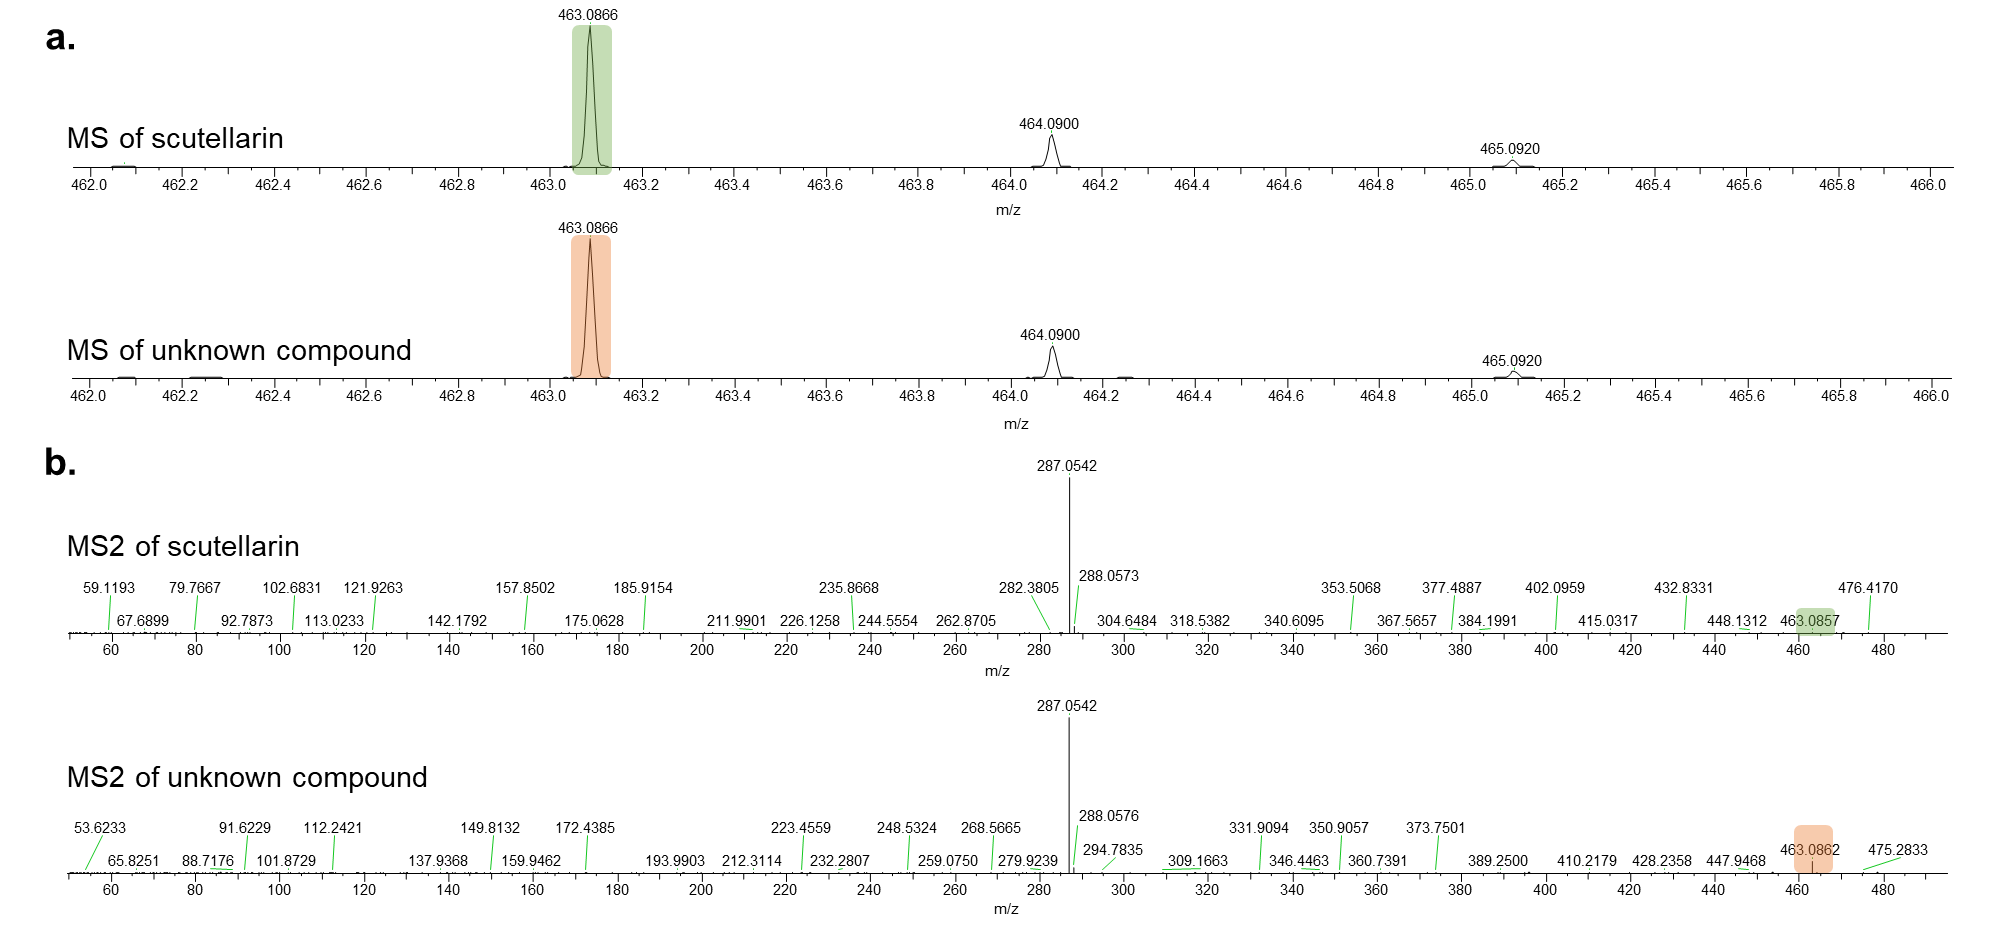 a.
463.0866
MS of scutellarin
464.0900
465.0920
462.0 462.2 462.4 462.6 462.8 463.0 463.2 463.4 463.6 463.8 464.0 464.2 464.4 464.6 464.8 465.0 465.2 465.4 465.6 465.8 466.0
m/z
463.0866
MS of unknown compound
464.0900
465.0920
462.0 462.2 462.4 462.6 462.8 463.0 463.2 463.4 463.6 463.8 464.0 464.2 464.4 464.6 464.8 465.0 465.2 465.4 465.6 465.8 466.0
m/z
b.
287.0542
MS2 of scutellarin
288.0573
59.1193 79.7667 102.6831 121.9263 157.8502 185.9154 235.8668 282.3805 353.5068 377.4887 402.0959 432.8331 476.4170
67.6899 92.7873 113.0233 142.1792 175.0628 211.9901 226.1258 244.5554 262.8705 304.6484 318.5382 340.6095 367.5657 384.1991 415.0317 448.1312 463.0857
60 80 100 120 140 160 180 200 220 240 260 280 300 320 340 360 380 400 420 440 460 480
m/z
287.0542
MS2 of unknown compound
288.0576
53.6233 91.6229 112.2421 149.8132 172.4385 223.4559 248.5324 268.5665 331.9094 350.9057 373.7501
294.7835 463.0862 475.2833
65.8251 88.7176 101.8729 137.9368 159.9462 193.9903 212.3114 232.2807 259.0750 279.9239 309.1663 346.4463 360.7391 389.2500 410.2179 428.2358 447.9468
60 80 100 120 140 160 180 200 220 240 260 280 300 320 340 360 380 400 420 440 460 480
m/z